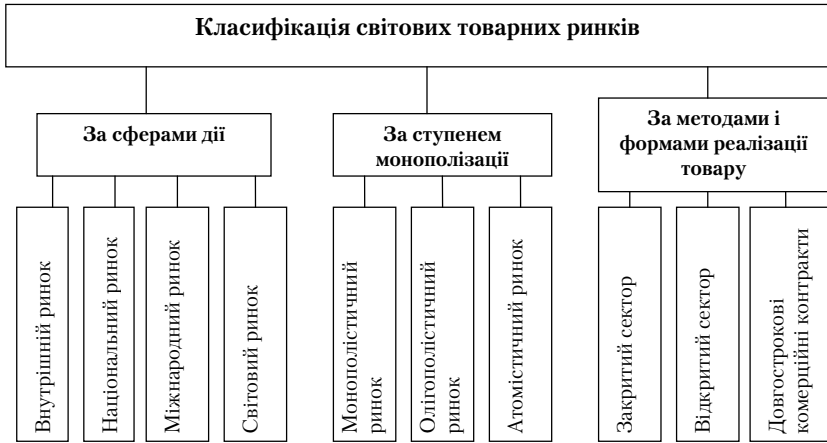 Класифікація світових товарних ринків
За сферами дії
За ступенем
монополізації
За методами і
формами реалізації
товару
Внутрішній ринок
Національний ринок
Міжнародний ринок
Світовий ринок
Монополістичний
ринок
Олігополістичний
ринок
Атомістичний ринок
Закритий сектор
Відкритий сектор
Довгострокові
комерційні контракти